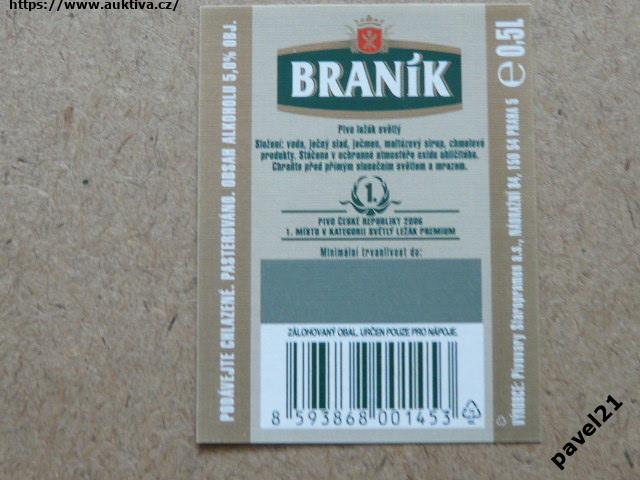 https://www.auktiva.cz/
BRANÍK
Pivo ležák světlý
Složení: voda, ječný slad, ječmen, maltózový sirup, chmelové
produkty. Stáčeno v ochranné atmosféře oxidu uhličitého.
Chraňte před přímým slunečním světlem a mrazem.
1.
PIVO ČESKÉ REPUBLIKY 2006
1. MÍSTO V KATEGORII SVĚTLÝ LEŽÁK PREMIUM
Minimální trvanlivost do:
ZÁLOHOVANÝ OBAL, URČEN POUZE PRO NÁPOJE.
8 593868 001453
PODÁVEJTE CHLAZENÉ. PASTEROVÁNO. OBSAH ALKOHOLU 5,0% OBJ.
e 0,5L
VÝROBCE: Pivovary Staropramen a.s., NÁDRAŽNÍ 84, 150 54 PRAHA 5
pavel21